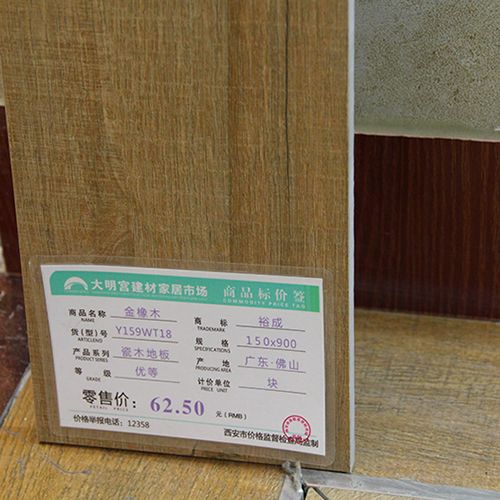 大明宫建材家居市场 商品标价签
COMMODITY PRICE TAG
商品名称 金橡木 商标 裕成
NAME TRADEMARK
货(型)号 Y159WT18 规格 150x900
ARTICLEND SPECIFICATIONS
产品系列 瓷木地板 产地 广东·佛山
PRODUCT SERIES PRODUCING AREA
等级 优等 计价单位 块
GRADE UNIT
零售价: 62.50 元(RMB)
RETAIL PRICE
价格举报电话: 12358 西安市价格监督检查局监制